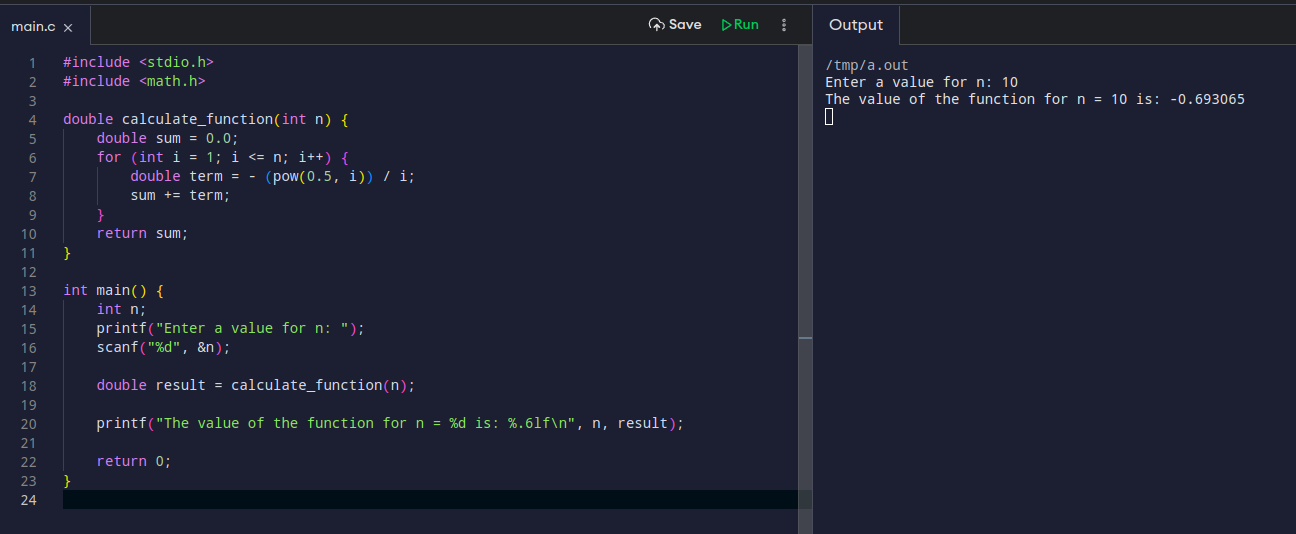 main.c ×
Save
Run
Output
1 #include <stdio.h>
2 #include <math.h>
3
4 double calculate_function(int n) {
5     double sum = 0.0;
6     for (int i = 1; i <= n; i++) {
7         double term = - (pow(0.5, i)) / i;
8         sum += term;
9     }
10     return sum;
11 }
12
13 int main() {
14     int n;
15     printf("Enter a value for n: ");
16     scanf("%d", &n);
17
18     double result = calculate_function(n);
19
20     printf("The value of the function for n = %d is: %.6lf\n", n, result);
21
22     return 0;
23 }
24
/tmp/a.out
Enter a value for n: 10
The value of the function for n = 10 is: -0.693065